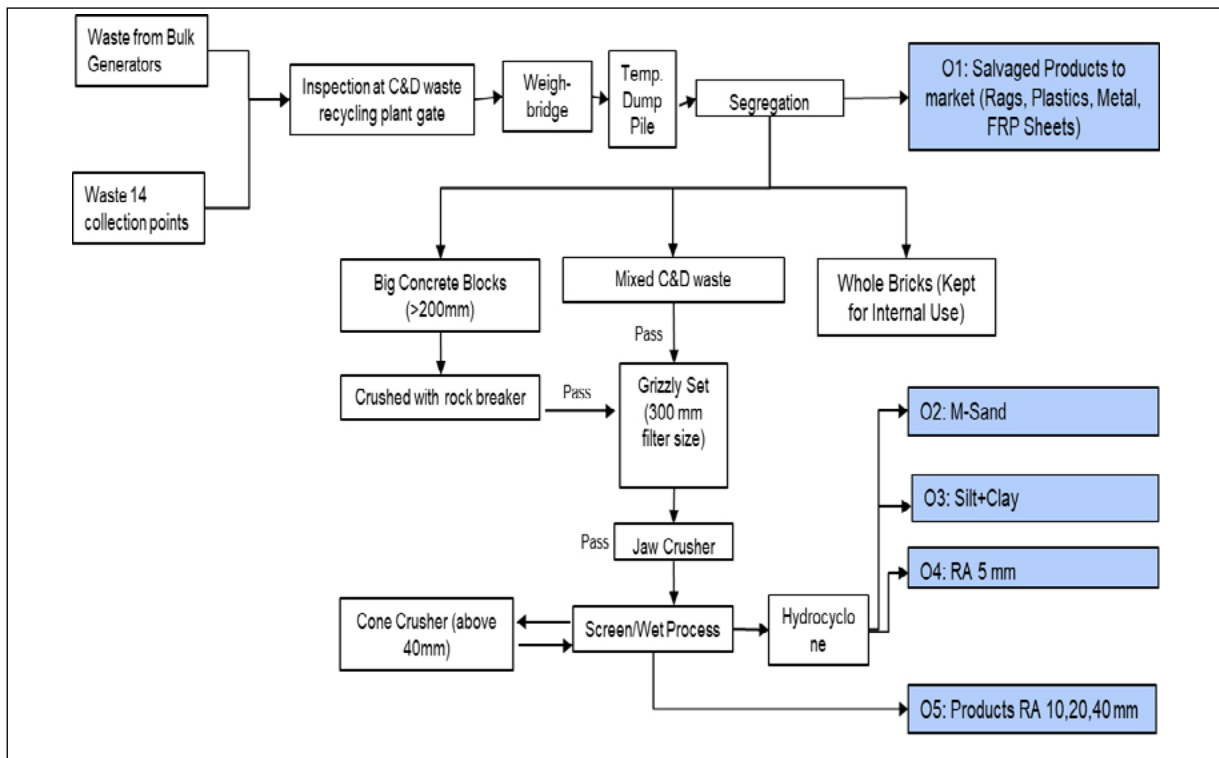 Waste from Bulk
Generators
Inspection at C&D waste
recycling plant gate
Weigh-
bridge
Temp.
Dump
Pile
Segregation
O1: Salvaged Products to
market (Rags, Plastics, Metal,
FRP Sheets)
Waste 14
collection points
Big Concrete Blocks
(>200mm)
Mixed C&D waste
Whole Bricks (Kept
for Internal Use)
Pass
Crushed with rock breaker
Pass
Grizzly Set
(300 mm
filter size)
O2: M-Sand
O3: Silt+Clay
Pass
Jaw Crusher
O4: RA 5 mm
Cone Crusher (above
40mm)
Screen/Wet Process
Hydrocyclo
ne
O5: Products RA 10,20,40 mm